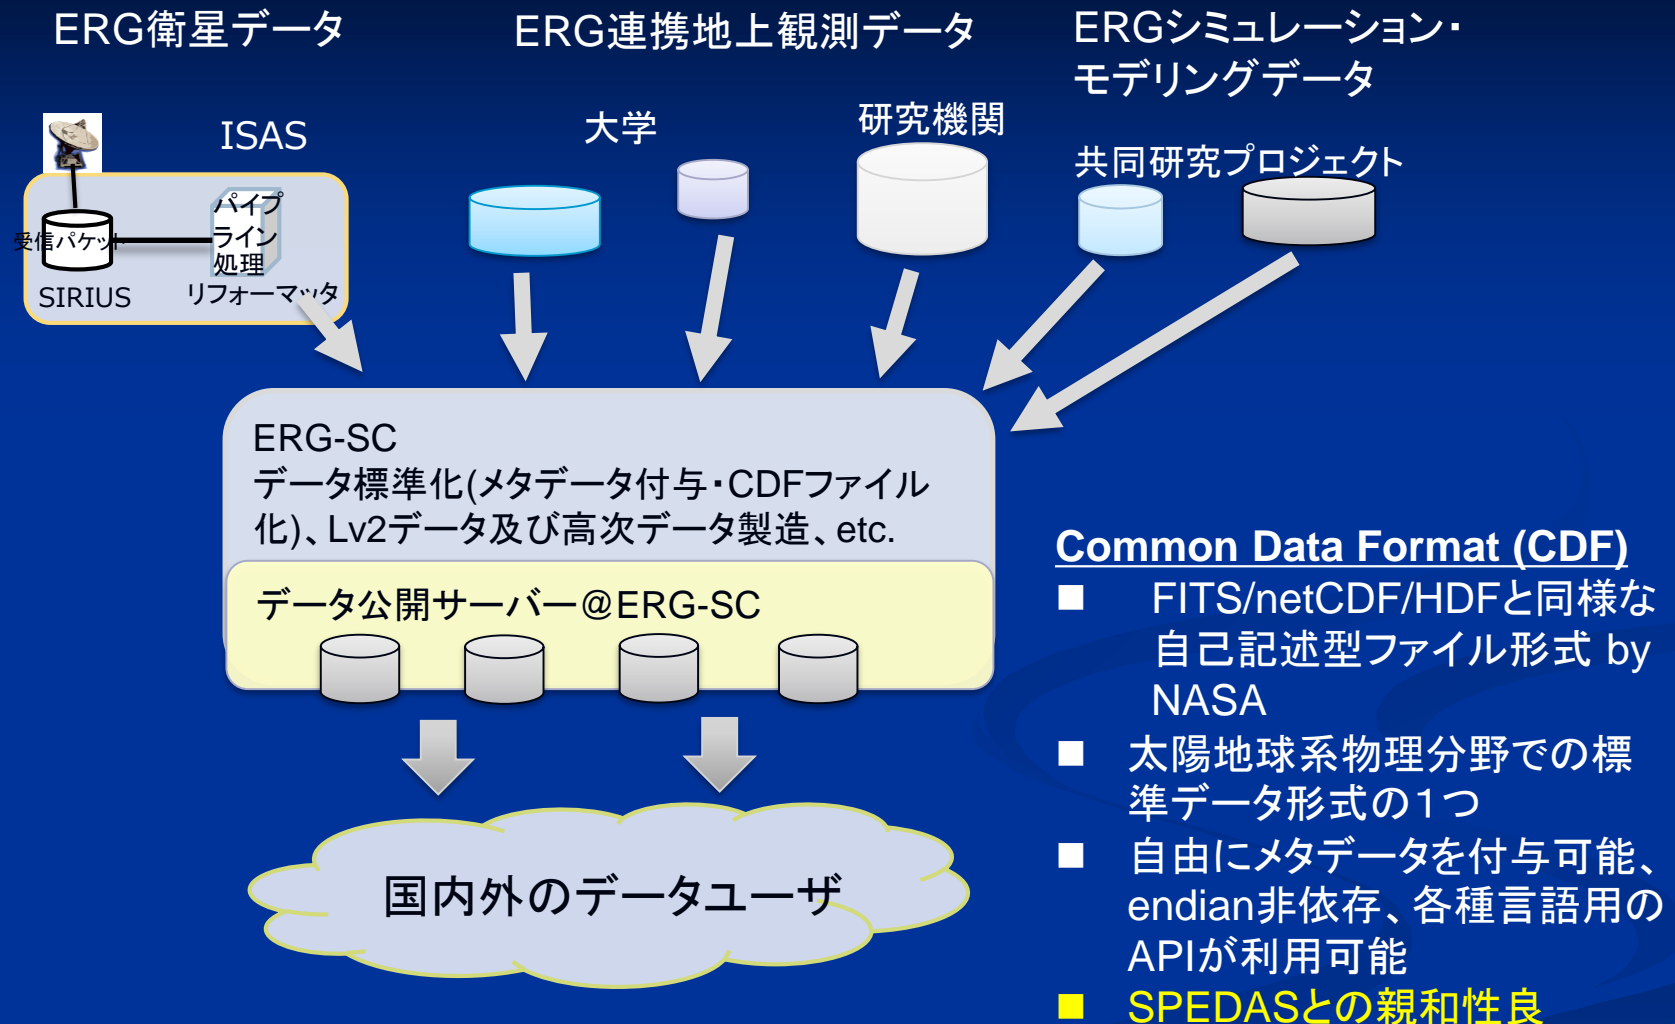 ERG衛星データ
ERG連携地上観測データ
ERGシミュレーション・
モデリングデータ
ISAS
大学
研究機関
共同研究プロジェクト
受信パケット
パイプ
ライン
処理
SIRIUS
リフォーマッタ
ERG-SC
データ標準化(メタデータ付与・CDFファイル
化)、Lv2データ及び高次データ製造、etc.
データ公開サーバー@ERG-SC
国内外のデータユーザ
Common Data Format (CDF)
FITS/netCDF/HDFと同様な
自己記述型ファイル形式 by
NASA
太陽地球系物理分野での標
準データ形式の1つ
自由にメタデータを付与可能、
endian非依存、各種言語用の
APIが利用可能
SPEDASとの親和性良